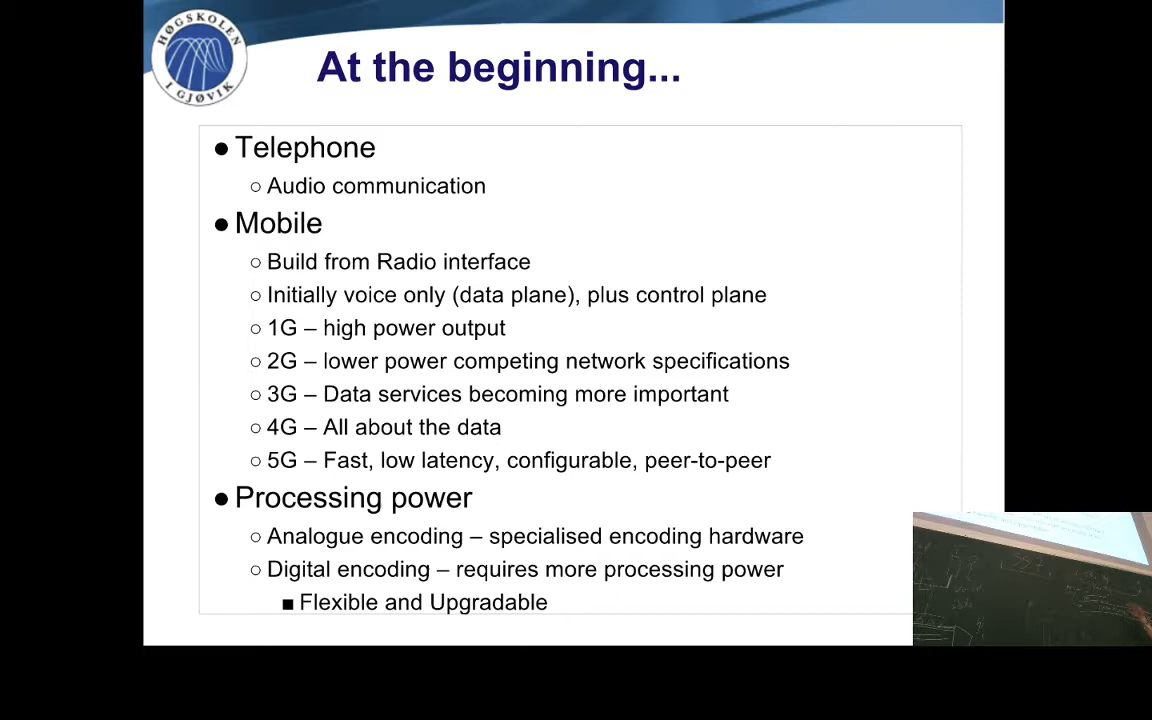 HØGSKOLEN
I GJØVIK
At the beginning...
● Telephone
○ Audio communication
● Mobile
○ Build from Radio interface
○ Initially voice only (data plane), plus control plane
○ 1G – high power output
○ 2G – lower power competing network specifications
○ 3G – Data services becoming more important
○ 4G – All about the data
○ 5G – Fast, low latency, configurable, peer-to-peer
● Processing power
○ Analogue encoding – specialised encoding hardware
○ Digital encoding – requires more processing power
■ Flexible and Upgradable